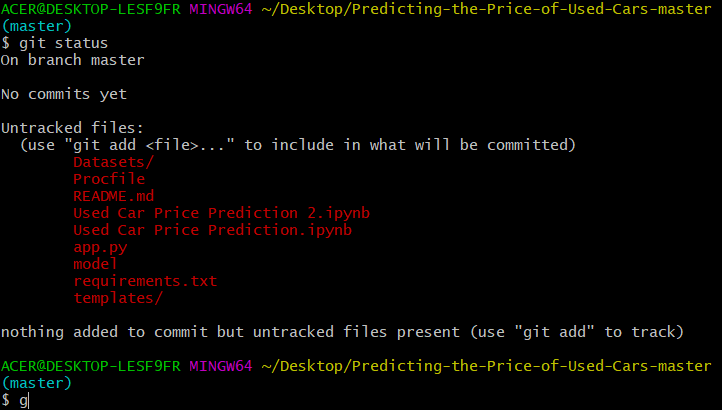 ACER@DESKTOP-LESF9FR MINGW64 ~/Desktop/Predicting-the-Price-of-Used-Cars-master
(master)
$ git status
On branch master
No commits yet
Untracked files:
(use "git add <file>..." to include in what will be committed)
Datasets/
Procfile
README.md
Used Car Price Prediction 2.ipynb
Used Car Price Prediction.ipynb
app.py
model
requirements.txt
templates/
nothing added to commit but untracked files present (use "git add" to track)
ACER@DESKTOP-LESF9FR MINGW64 ~/Desktop/Predicting-the-Price-of-Used-Cars-master
(master)
$ g